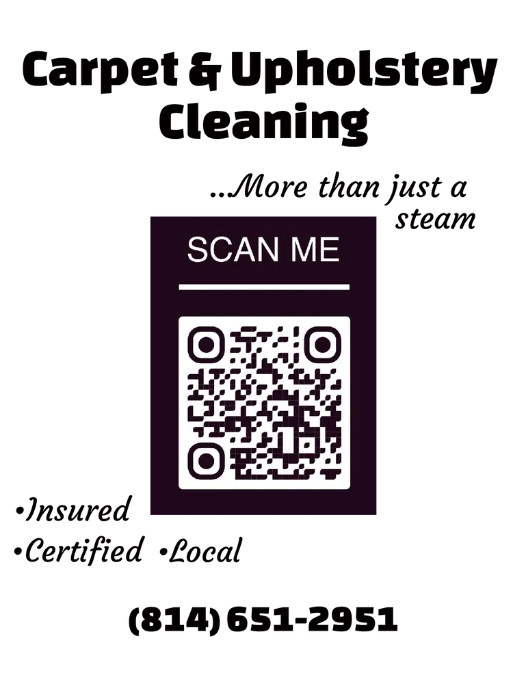 Carpet & Upholstery
Cleaning
...More than just a
steam
SCAN ME
•Insured
•Certified •Local
(814) 651-2951